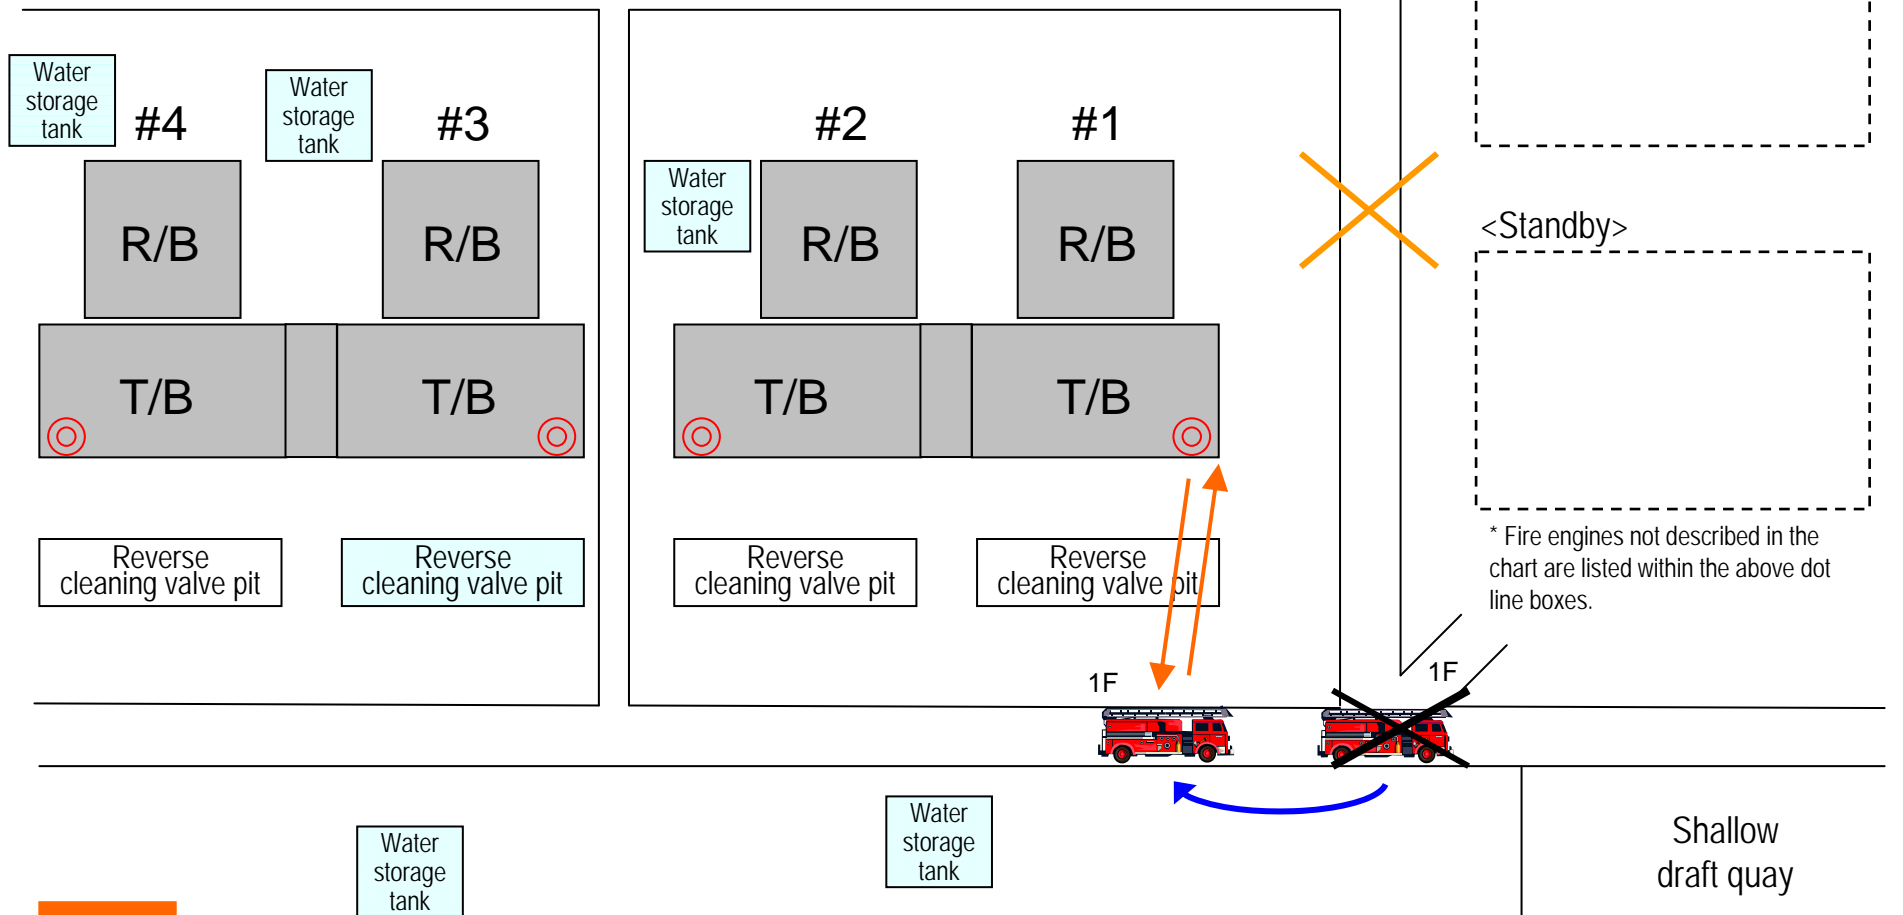 Water
storage
tank
#4
Water
storage
tank
#3
Water
storage
tank
#2
#1
R/B
R/B
R/B
R/B
<Standby>
T/B
T/B
T/B
T/B
Reverse
cleaning valve pit
Reverse
cleaning valve pit
Reverse
cleaning valve pit
Reverse
cleaning valve pit
* Fire engines not described in the
chart are listed within the above dot
line boxes.
1F
1F
Water
storage
tank
Water
storage
tank
Shallow
draft quay